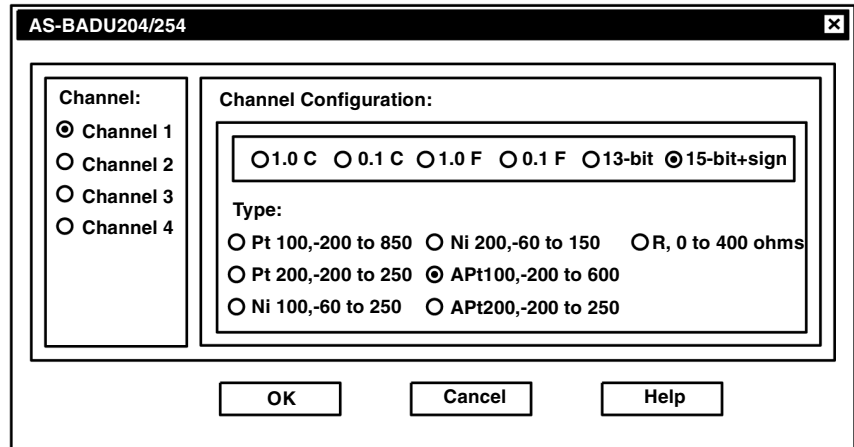 AS-BADU204/254
Channel:
Channel 1
Channel 2
Channel 3
Channel 4
Channel Configuration:
1.0 C 0.1 C 1.0 F 0.1 F 13-bit 15-bit+sign
Type:
Pt 100,-200 to 850 Ni 200,-60 to 150 R, 0 to 400 ohms
Pt 200,-200 to 250 APt100,-200 to 600
Ni 100,-60 to 250 APt200,-200 to 250
OK Cancel Help